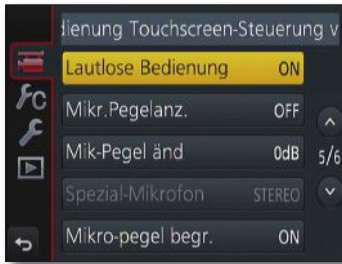 dienung Touchscreen-Steuerung v
Lautlose Bedienung ON
Mikr.Pegelanz. OFF
Mik-Pegel änd 0dB
5/6
Spezial-Mikrofon STEREO
Mikro-pegel begr. ON